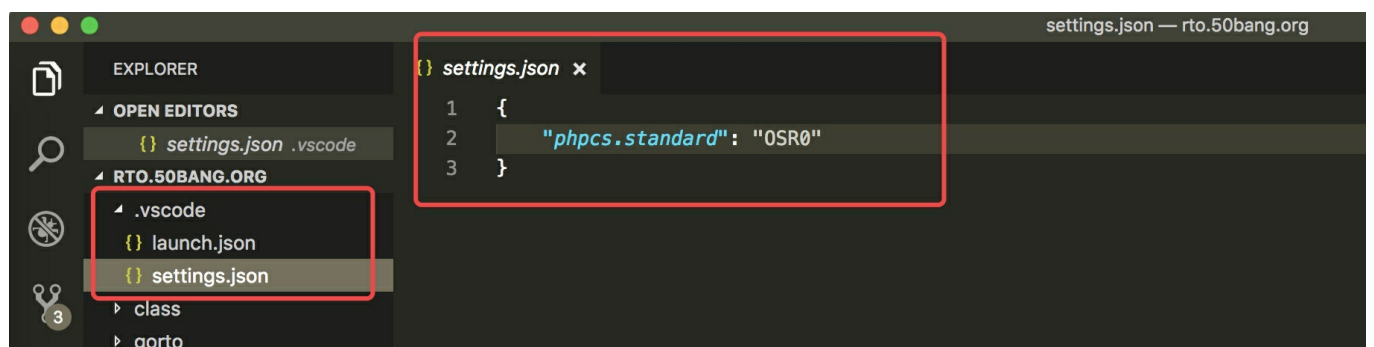 settings.json — rto.50bang.org
EXPLORER
OPEN EDITORS
{} settings.json .vscode
RTO.50BANG.ORG
.vscode
{} launch.json
{} settings.json
class
gorto
3
{} settings.json ×
1 {
2 "phpcs.standard": "OSR0"
3 }